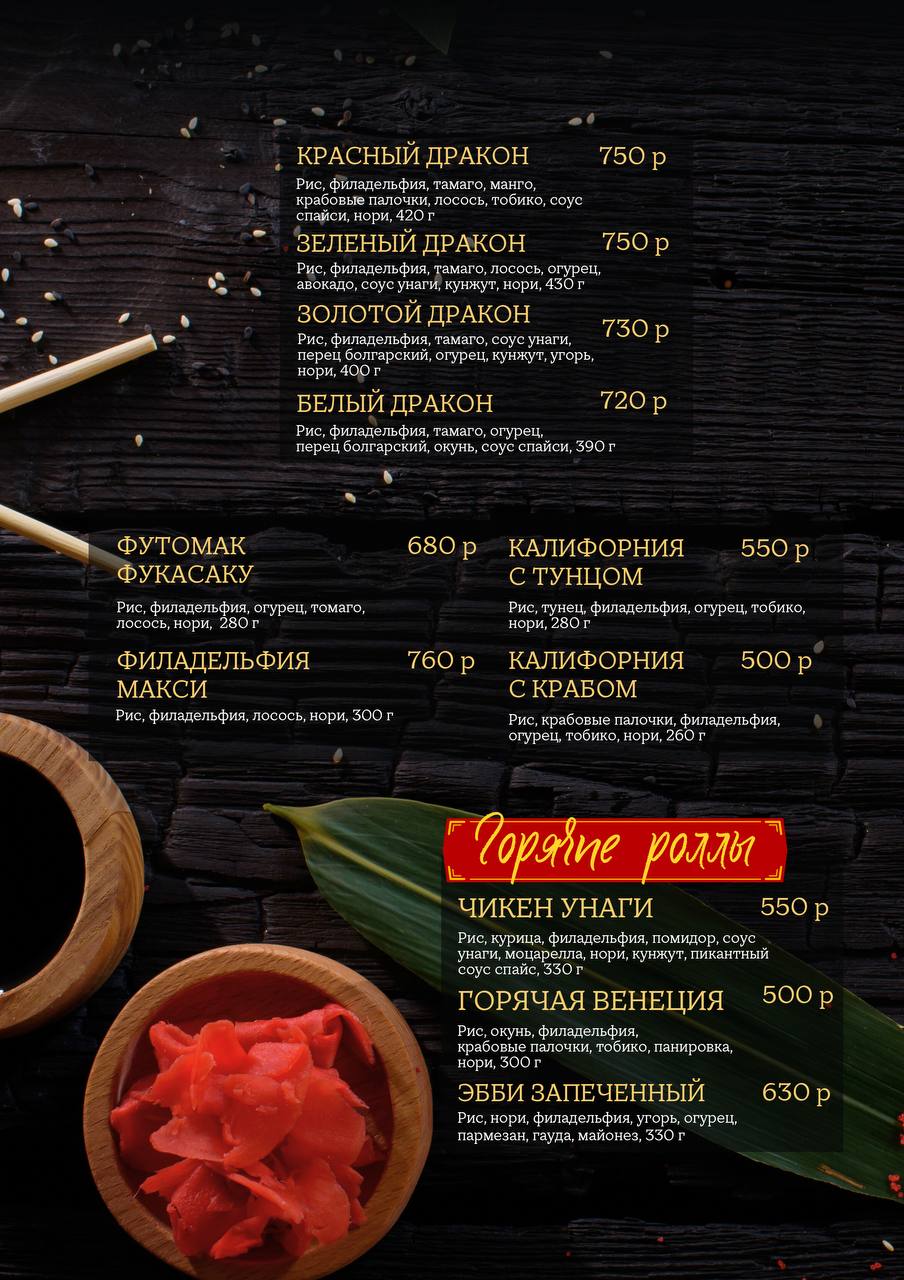 КРАСНЫЙ ДРАКОН 750 р
Рис, филадельфия, тамаго, манго,
крабовые палочки, лосось, тобико, соус
спайси, нори, 420 г
ЗЕЛЕНЫЙ ДРАКОН 750 р
Рис, филадельфия, тамаго, лосось, огурец,
авокадо, соус унаги, кунжут, нори, 430 г
ЗОЛОТОЙ ДРАКОН 730 р
Рис, филадельфия, тамаго, соус унаги,
перец болгарский, огурец, кунжут, угорь,
нори, 400 г
БЕЛЫЙ ДРАКОН 720 р
Рис, филадельфия, тамаго, огурец,
перец болгарский, окунь, соус спайси, 390 г
ФУТОМАК 680 р
ФУКАСАКУ
Рис, филадельфия, огурец, томаго,
лосось, нори, 280 г
ФИЛАДЕЛЬФИЯ 760 р
МАКСИ
Рис, филадельфия, лосось, нори, 300 г
КАЛИФОРНИЯ 550 р
С ТУНЦОМ
Рис, тунец, филадельфия, огурец, тобико,
нори, 280 г
КАЛИФОРНИЯ 500 р
С КРАБОМ
Рис, крабовые палочки, филадельфия,
огурец, тобико, нори, 260 г
Горячие роллы
ЧИКЕН УНАГИ 550 р
Рис, курица, филадельфия, помидор, соус
унаги, моцарелла, нори, кунжут, пикантный
соус спайс, 330 г
ГОРЯЧАЯ ВЕНЕЦИЯ 500 р
Рис, окунь, филадельфия,
крабовые палочки, тобико, панировка,
нори, 300 г
ЭББИ ЗАПЕЧЕННЫЙ 630 р
Рис, нори, филадельфия, угорь, огурец,
пармезан, гауда, майонез, 330 г